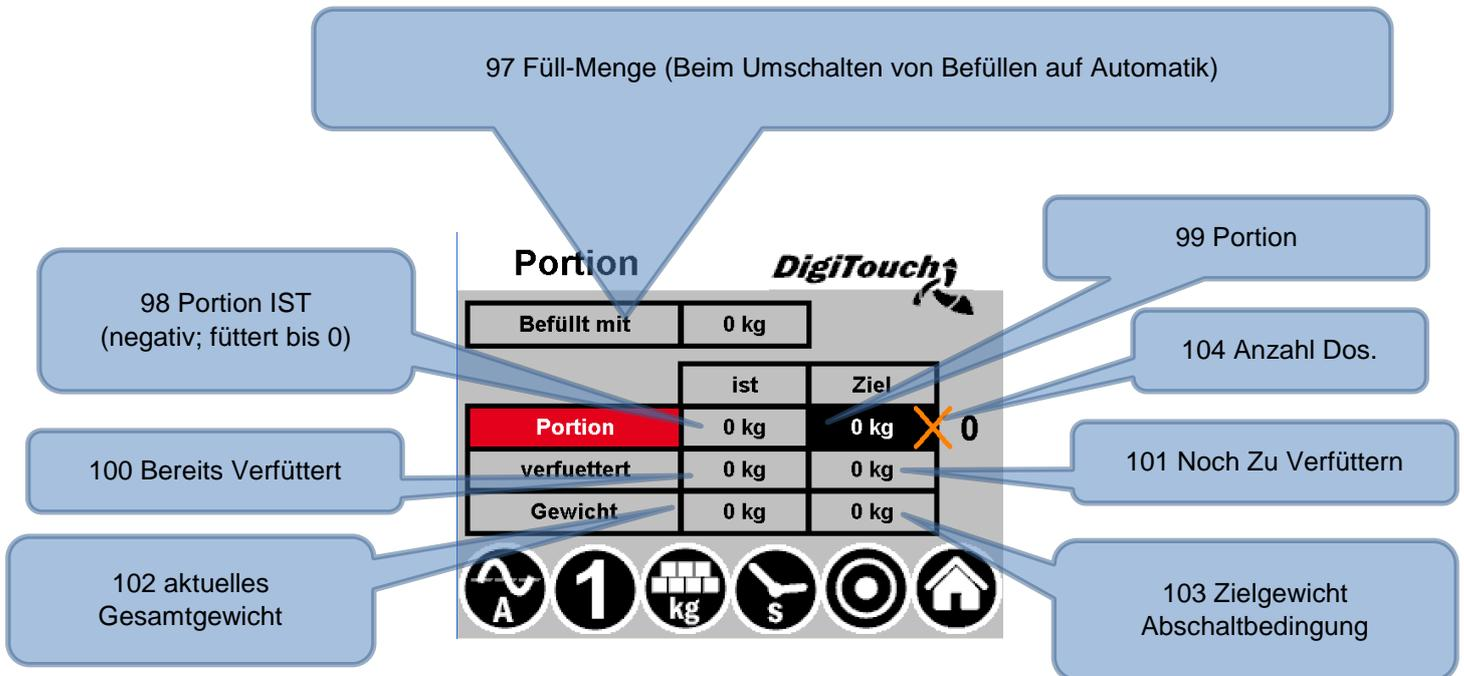 97 Füll-Menge (Beim Umschalten von Befüllen auf Automatik)
99 Portion
98 Portion IST
(negativ; füttert bis 0)
104 Anzahl Dos.
100 Bereits Verfüttert
101 Noch Zu Verfüttern
102 aktuelles
Gesamtgewicht
103 Zielgewicht
Abschaltbedingung
Portion
DigiTouch
Befüllt mit 0 kg
ist Ziel
Portion 0 kg 0 kg 0
verfuettert 0 kg 0 kg
Gewicht 0 kg 0 kg
A 1 kg s